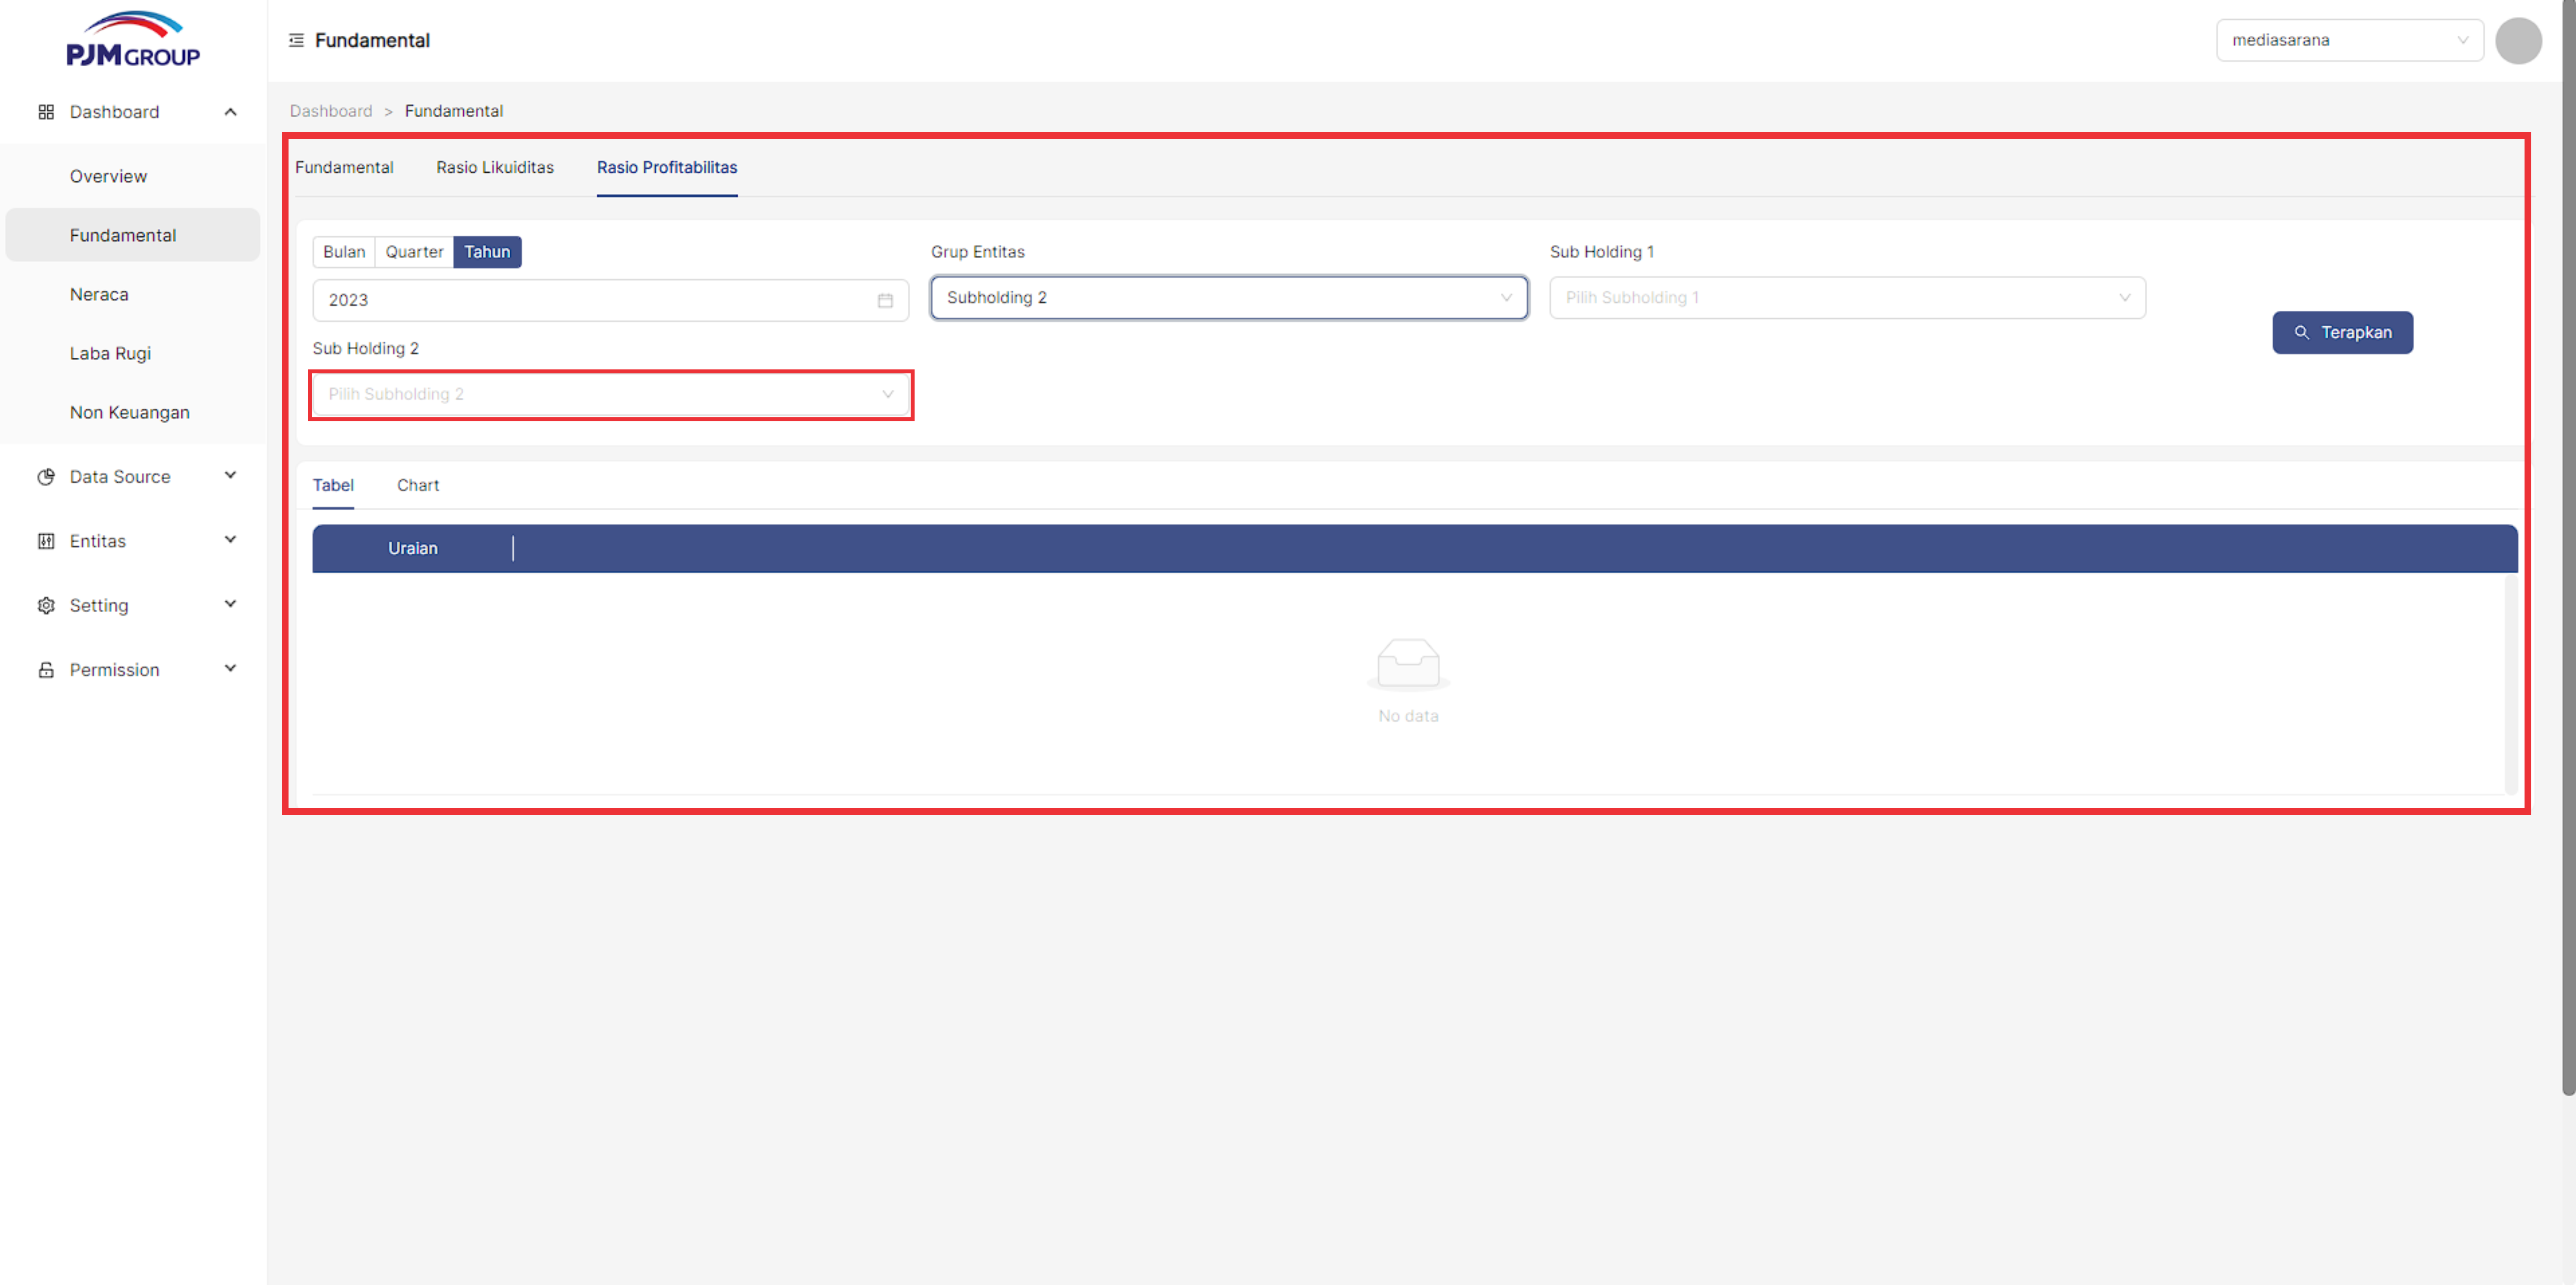 PJM GROUP
Dashboard
Overview
Fundamental
Neraca
Laba Rugi
Non Keuangan
Data Source
Entitas
Setting
Permission
Fundamental
mediasarana
Dashboard > Fundamental
Fundamental Rasio Likuiditas Rasio Profitabilitas
Bulan Quarter Tahun
2023
Grup Entitas
Subholding 2
Sub Holding 1
Pilih Subholding 1
Sub Holding 2
Pilih Subholding 2
Terapkan
Tabel Chart
Uraian
No data